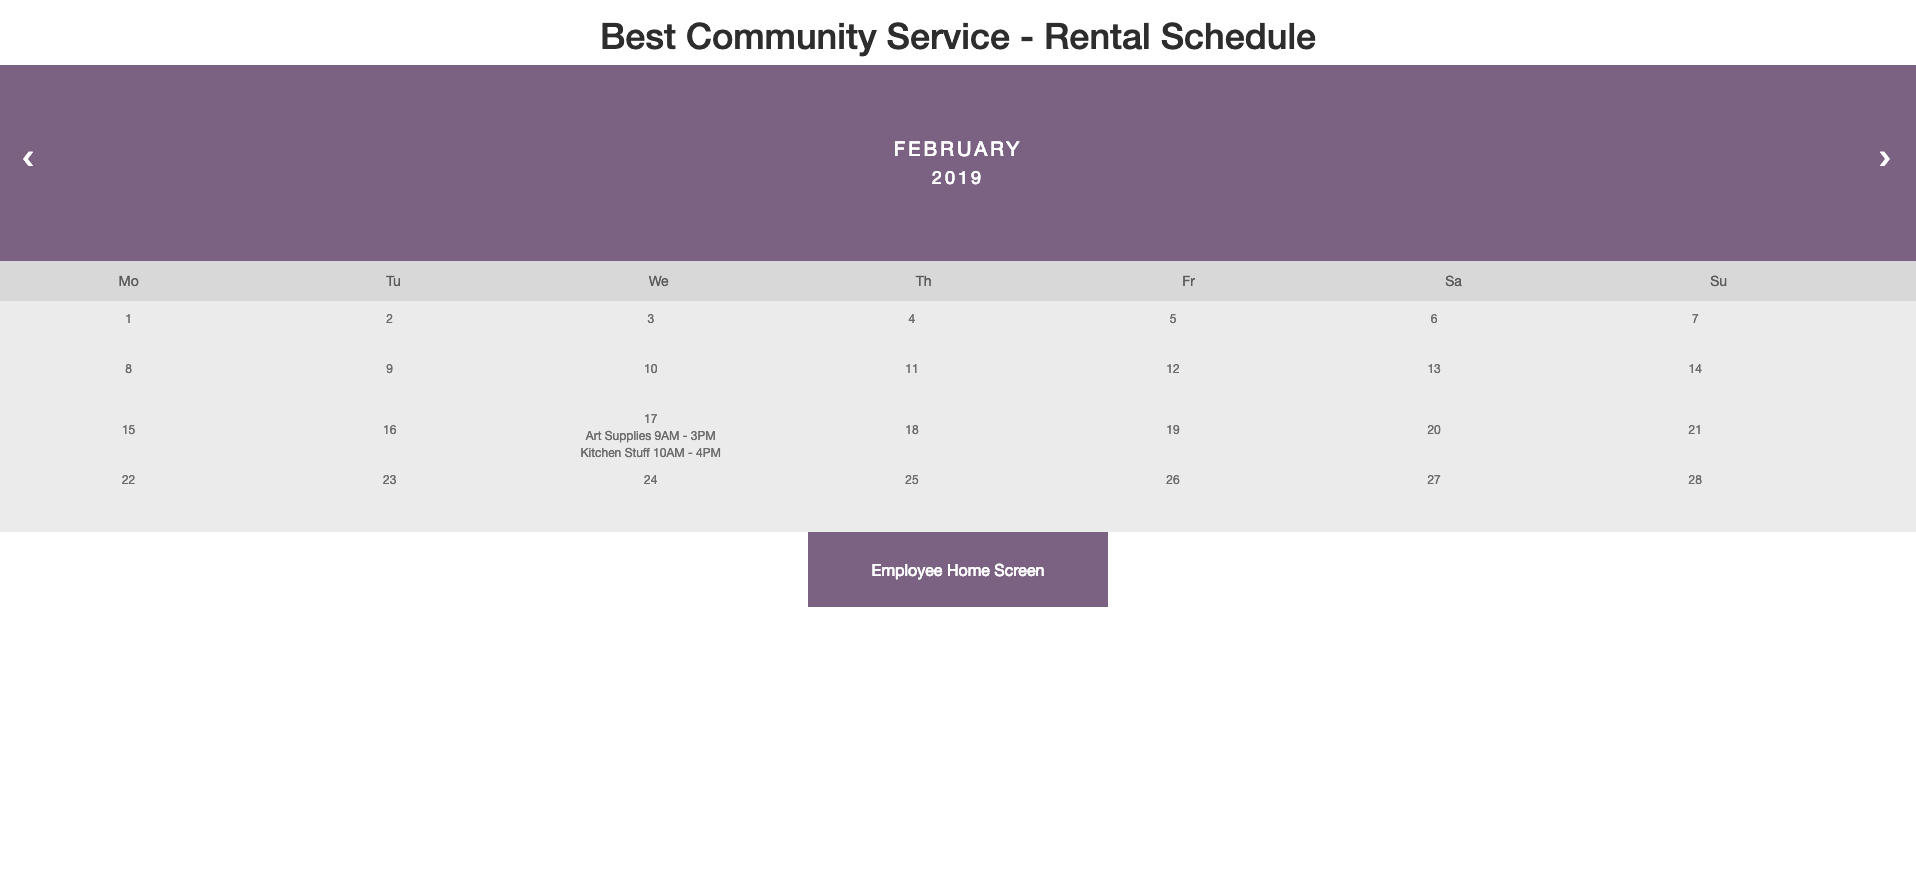 Best Community Service - Rental Schedule
‹
FEBRUARY
2019
›
Mo Tu We Th Fr Sa Su
1 2 3 4 5 6 7
8 9 10 11 12 13 14
15 16 17 18 19 20 21
Art Supplies 9AM - 3PM
Kitchen Stuff 10AM - 4PM
22 23 24 25 26 27 28
Employee Home Screen